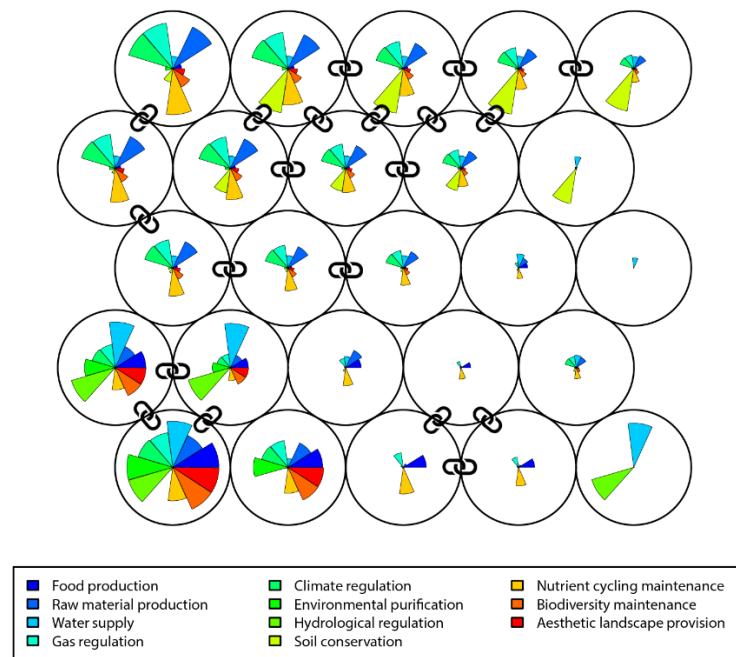 Food production
Raw material production
Water supply
Gas regulation
Climate regulation
Environmental purification
Hydrological regulation
Soil conservation
Nutrient cycling maintenance
Biodiversity maintenance
Aesthetic landscape provision